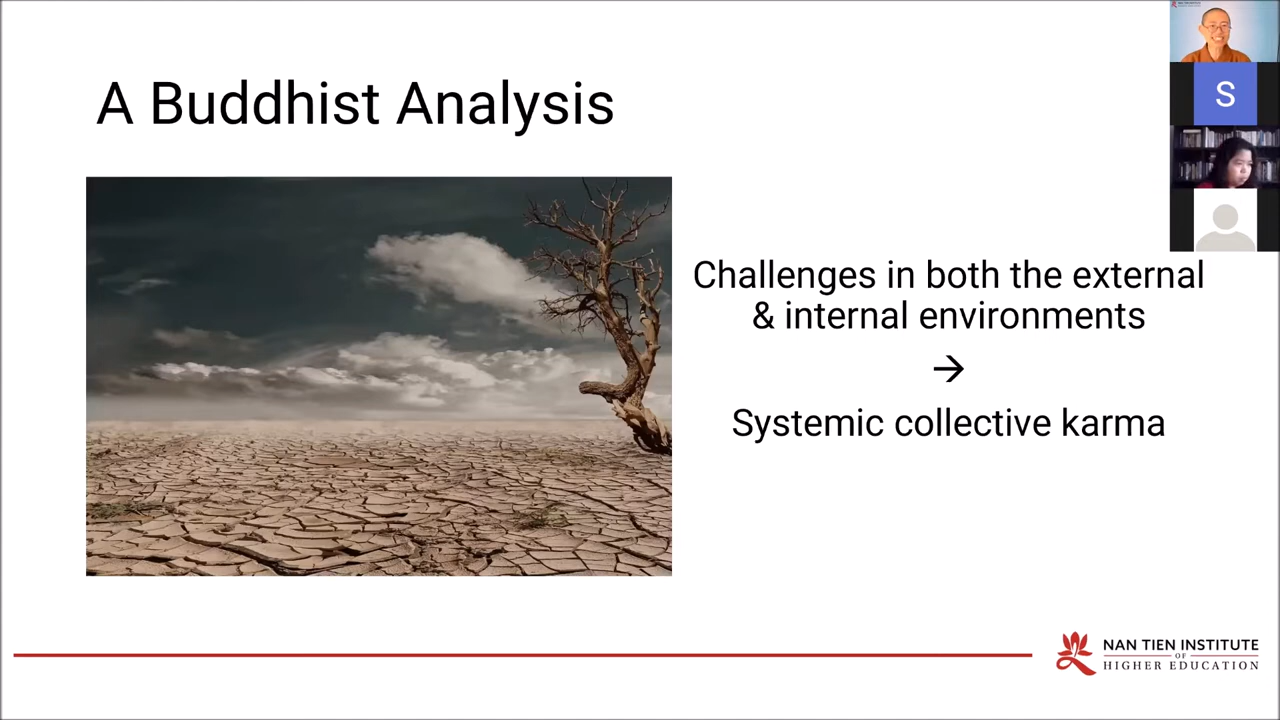 A Buddhist Analysis
S
Challenges in both the external
& internal environments
→
Systemic collective karma
NAN TIEN INSTITUTE
OF
HIGHER EDUCATION